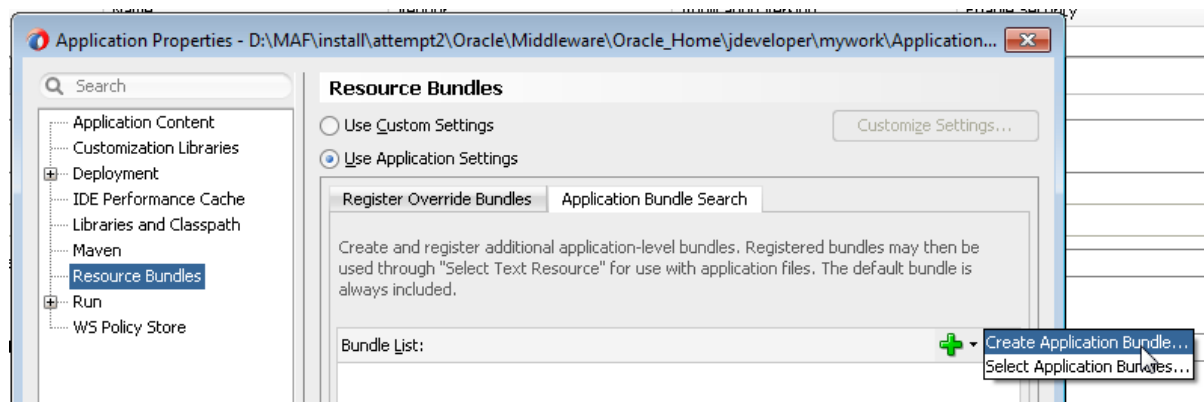 Application Properties - D:\MAF\install\attempt2\Oracle\Middleware\Oracle_Home\jdeveloper\mywork\Application...
Search
Application Content
Customization Libraries
Deployment
IDE Performance Cache
Libraries and Classpath
Maven
Resource Bundles
Run
WS Policy Store
Resource Bundles
Use Custom Settings
Customize Settings...
Use Application Settings
Register Override Bundles
Application Bundle Search
Create and register additional application-level bundles. Registered bundles may then be
used through "Select Text Resource" for use with application files. The default bundle is
always included.
Bundle List:
Create Application Bundle...
Select Application Bundles...